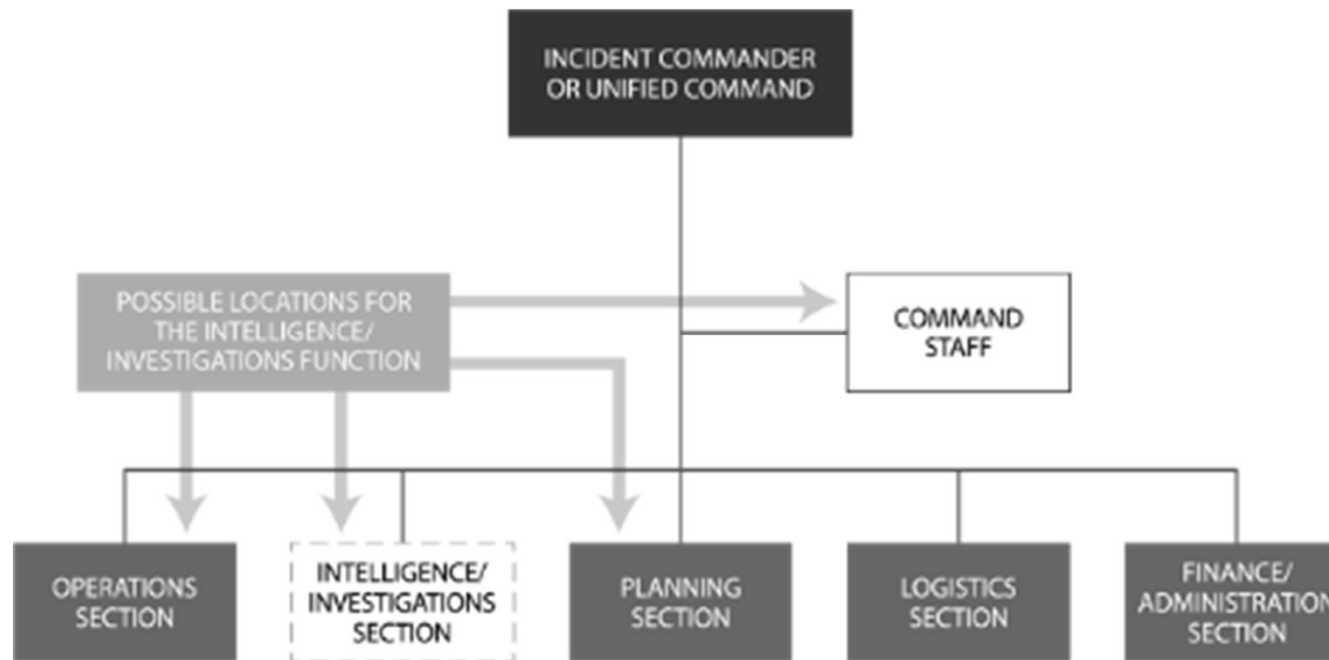 INCIDENT COMMANDER
OR UNIFIED COMMAND
POSSIBLE LOCATIONS FOR
THE INTELLIGENCE/
INVESTIGATIONS FUNCTION
COMMAND
STAFF
OPERATIONS
SECTION
INTELLIGENCE/
INVESTIGATIONS
SECTION
PLANNING
SECTION
LOGISTICS
SECTION
FINANCE/
ADMINISTRATION
SECTION